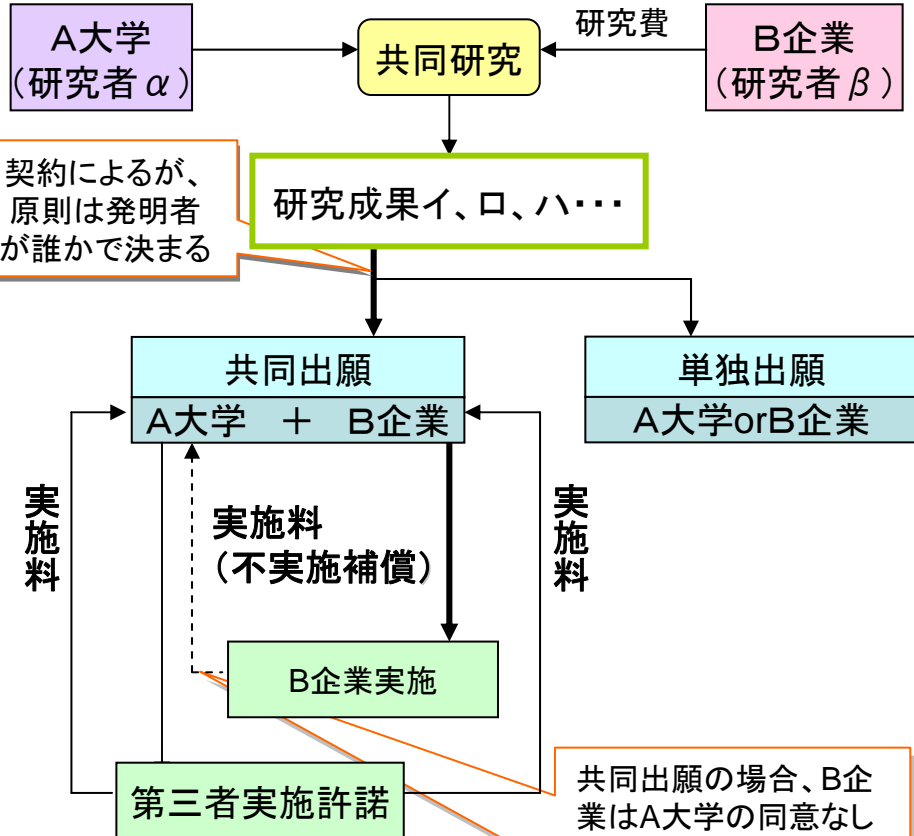 A大学
(研究者α)
共同研究
研究費
B企業
(研究者β)
契約によるが、
原則は発明者
が誰かで決まる
研究成果イ、ロ、ハ・・・
共同出願
A大学 + B企業
単独出願
A大学orB企業
実施料
実施料
(不実施補償)
実施料
B企業実施
第三者実施許諾
共同出願の場合、B企
業はA大学の同意なし